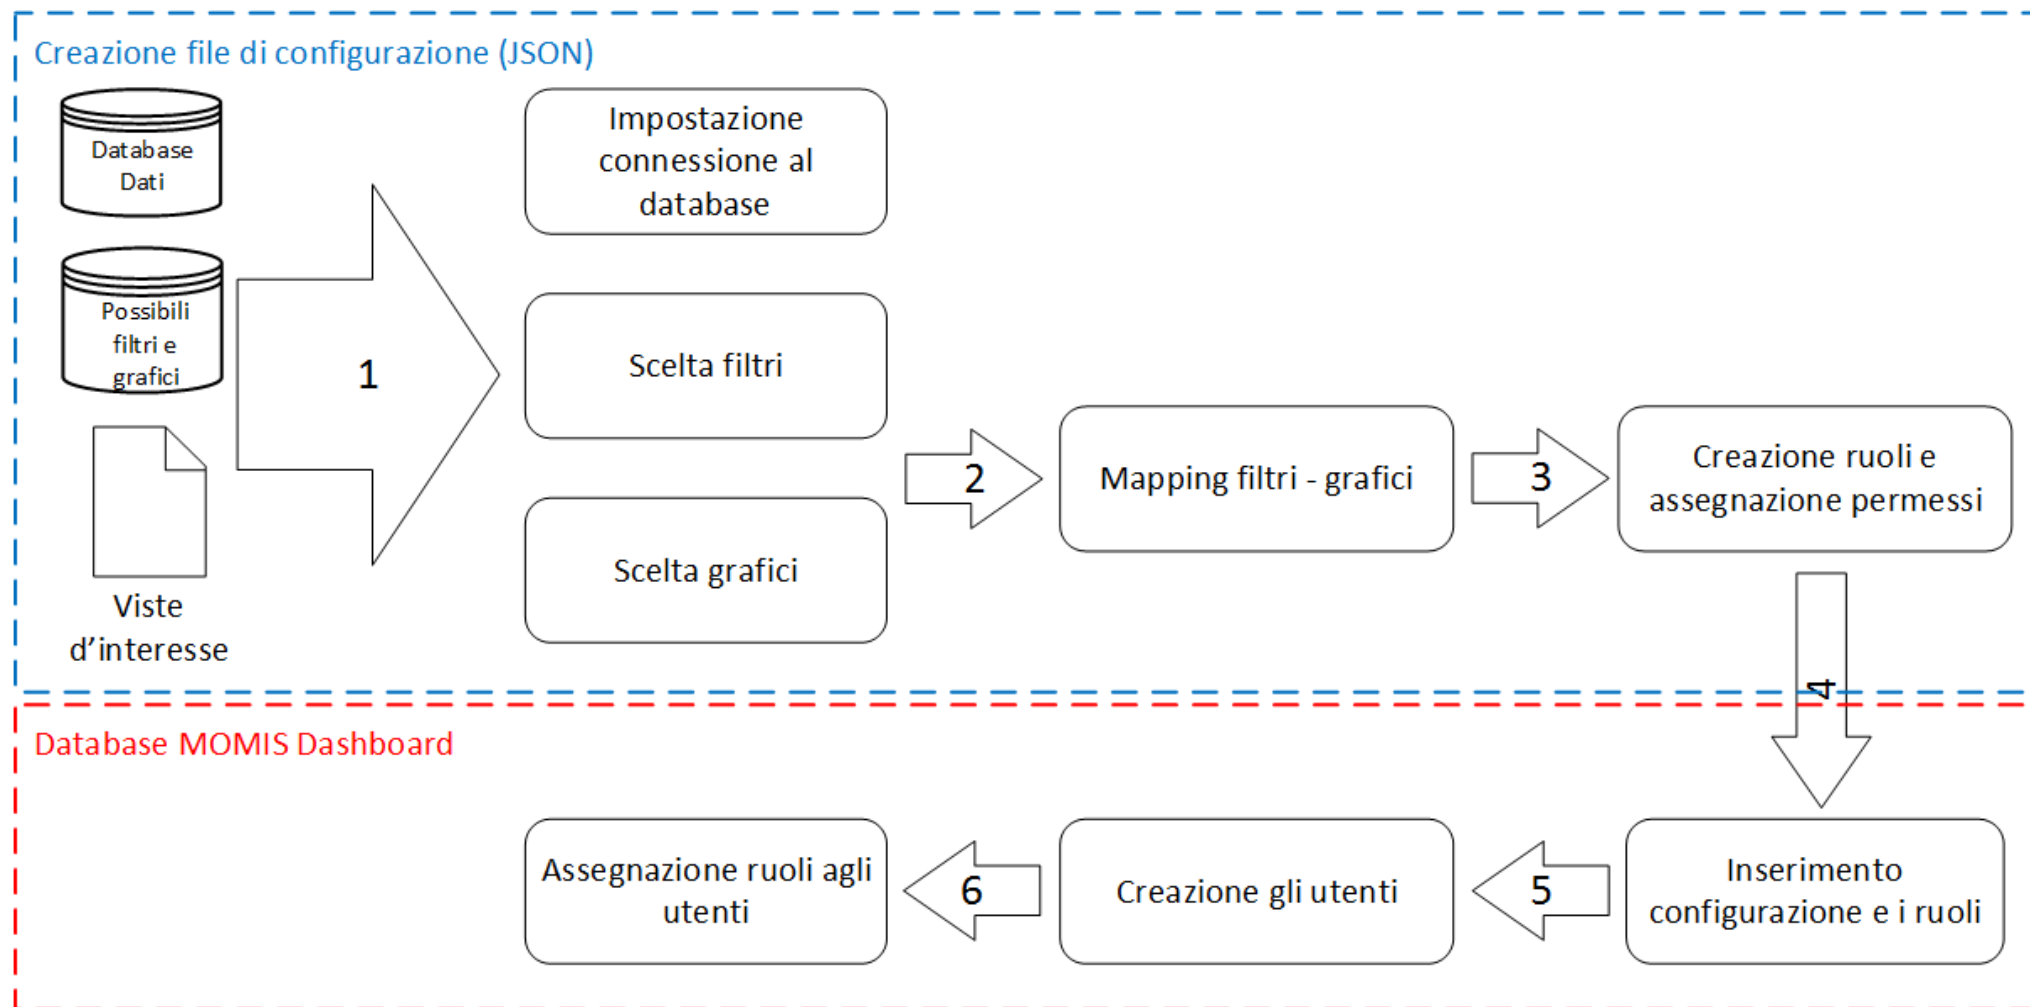 Creazione file di configurazione (JSON)
Database
Dati
Possibili
filtri e
grafici
Viste
d’interesse
1
Impostazione
connessione al
database
Scelta filtri
Scelta grafici
2
Mapping filtri - grafici
3
Creazione ruoli e
assegnazione permessi
4
Database MOMIS Dashboard
Inserimento
configurazione e i ruoli
5
Creazione gli utenti
6
Assegnazione ruoli agli
utenti